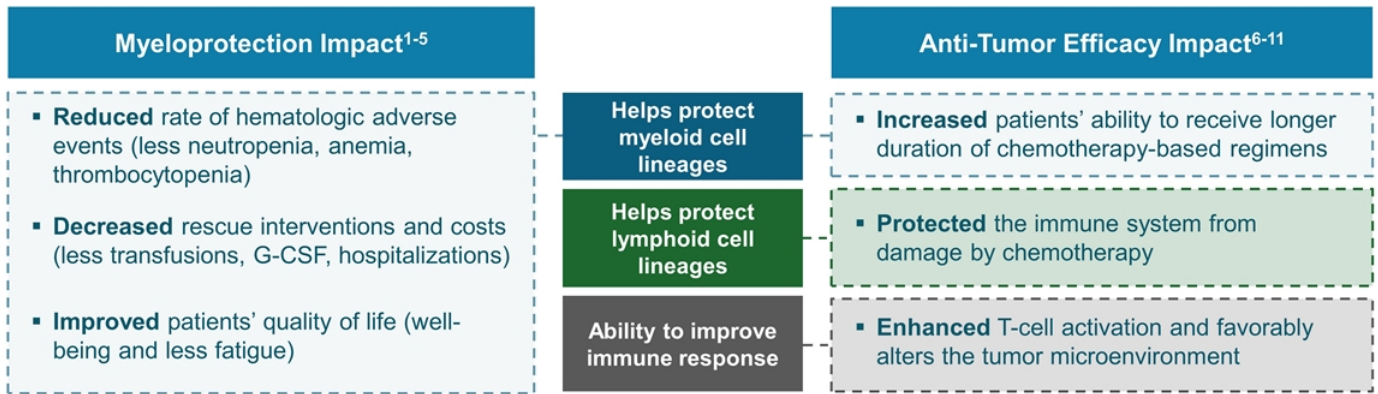 Myeloprotection Impact1-5
▪ Reduced rate of hematologic adverse
events (less neutropenia, anemia,
thrombocytopenia)
▪ Decreased rescue interventions and costs
(less transfusions, G-CSF, hospitalizations)
▪ Improved patients’ quality of life (well-
being and less fatigue)
Helps protect
myeloid cell
lineages
Helps protect
lymphoid cell
lineages
Ability to improve
immune response
Anti-Tumor Efficacy Impact6-11
▪ Increased patients’ ability to receive longer
duration of chemotherapy-based regimens
▪ Protected the immune system from
damage by chemotherapy
▪ Enhanced T-cell activation and favorably
alters the tumor microenvironment